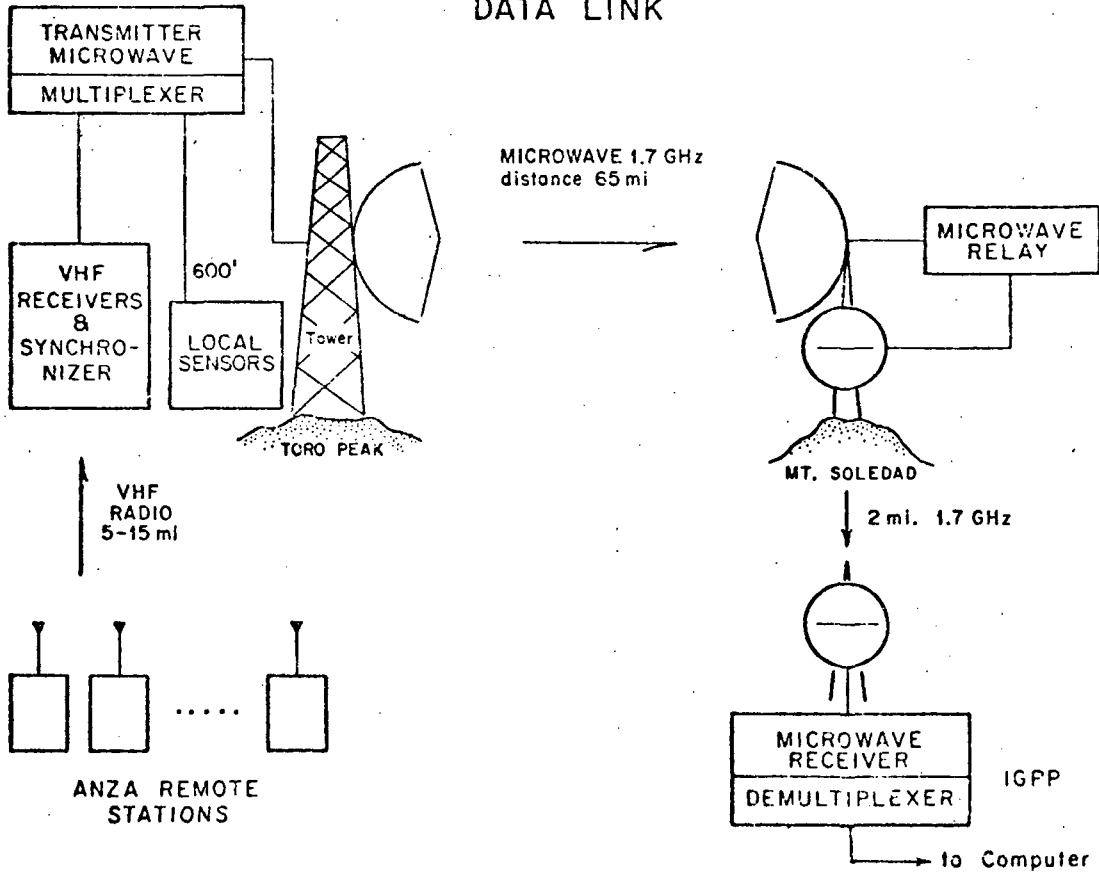 DATA LINK
TRANSMITTER
MICROWAVE
MULTIPLEXER
VHF
RECEIVERS
&
SYNCHRO-
NIZER
600'
LOCAL
SENSORS
Tower
TORO PEAK
MICROWAVE 1.7 GHz
distance 65 mi
MICROWAVE
RELAY
MT. SOLEDAD
2 mi. 1.7 GHz
VHF
RADIO
5-15 mi
.....
ANZA REMOTE
STATIONS
MICROWAVE
RECEIVER
DEMULTIPLEXER
IGPP
to Computer